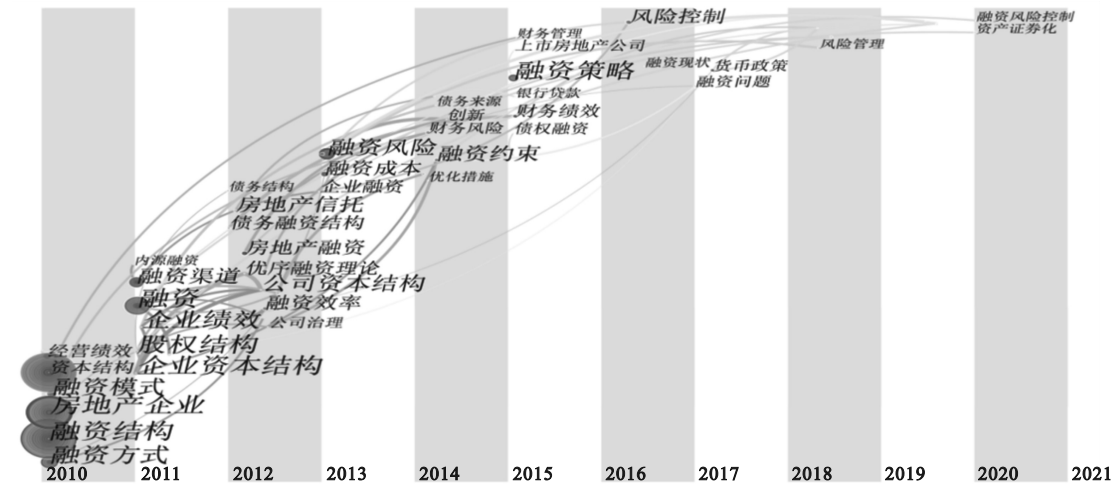 风险控制
融资风险控制
资产证券化
财务管理
上市房地产公司
风险管理
融资现状
货币政策
融资策略
融资问题
银行贷款
债务来源
创新
财务绩效
财务风险
债权融资
融资风险
融资约束
融资成本
优化措施
债务结构
企业融资
房地产信托
债务融资结构
房地产融资
内源融资
优序融资理论
融资渠道
公司资本结构
融资
融资效率
企业绩效
公司治理
股权结构
经营绩效
资本结构
企业资本结构
融资模式
房地产企业
融资结构
融资方式
2010 2011 2012 2013 2014 2015 2016 2017 2018 2019 2020 2021